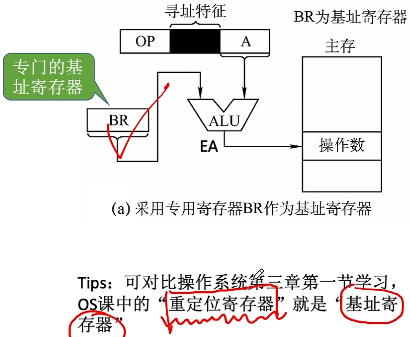 寻址特征
BR为基址寄存器
OP
A
主存
专门的基
址寄存器
BR
ALU
EA
操作数
(a) 采用专用寄存器BR作为基址寄存器
Tips：可对比操作系统第三章第一节学习，
OS课中的“重定位寄存器”就是“基址寄
存器”